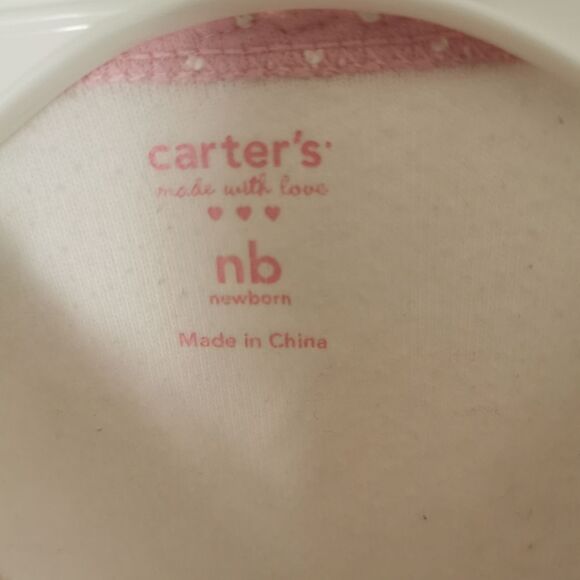 carter's
made with love
nb
newborn
Made in China